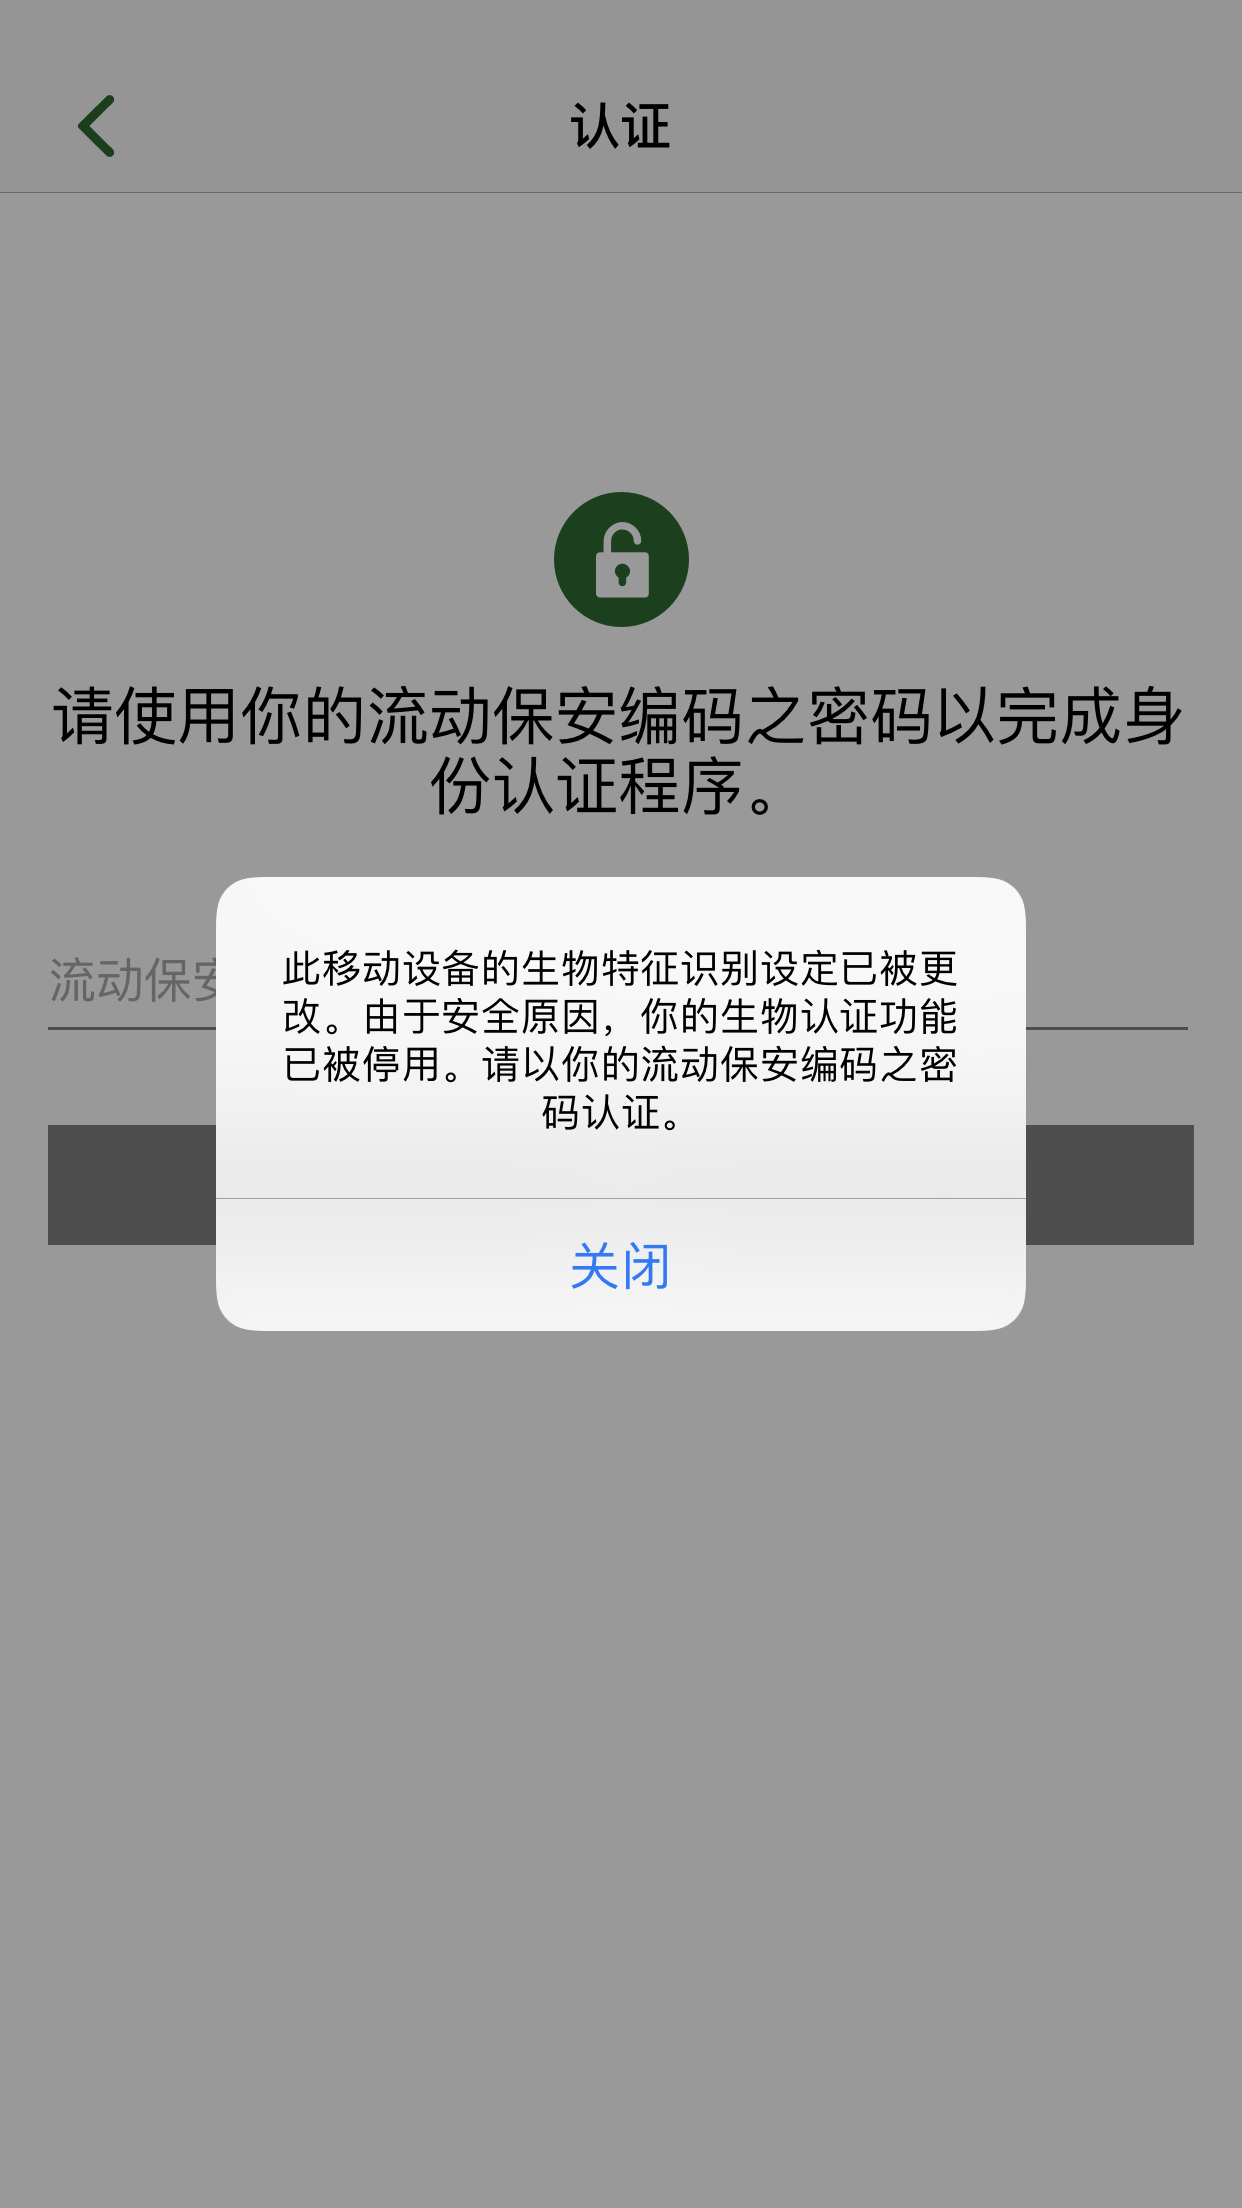 认证
请使用你的流动保安编码之密码以完成身
份认证程序。
流动保安
此移动设备的生物特征识别设定已被更
改。由于安全原因，你的生物认证功能
已被停用。请以你的流动保安编码之密
码认证。
关闭